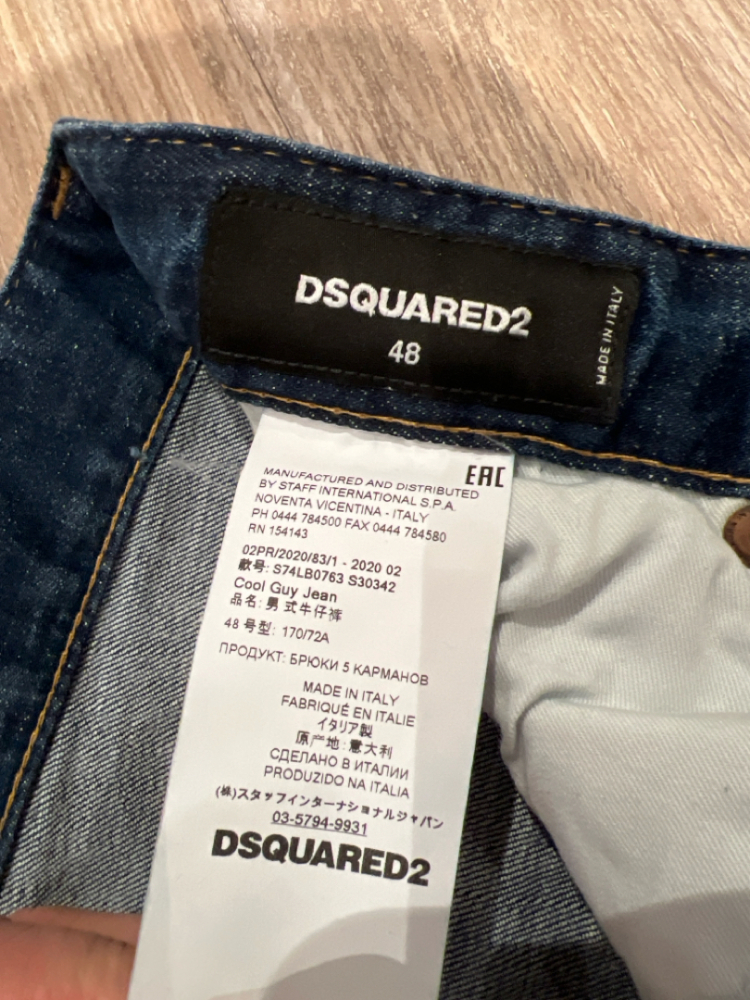 DSQUARED2
48
MADE IN ITALY
EAC
MANUFACTURED AND DISTRIBUTED
BY STAFF INTERNATIONAL S.P.A.
NOVENTA VICENTINA - ITALY
PH 0444 784500 FAX 0444 784580
RN 154143
02PR/2020/83/1 - 2020 02
款号: S74LB0763 S30342
Cool Guy Jean
品名: 男式牛仔裤
48 号型: 170/72A
ПРОДУКТ: БРЮКИ 5 КАРМАНОВ
MADE IN ITALY
FABRIQUÉ EN ITALIE
イタリア製
原产地: 意大利
СДЕЛАНО В ИТАЛИИ
PRODUZIDO NA ITALIA
(株)スタッフインターナショナルジャパン
03-5794-9931
DSQUARED2